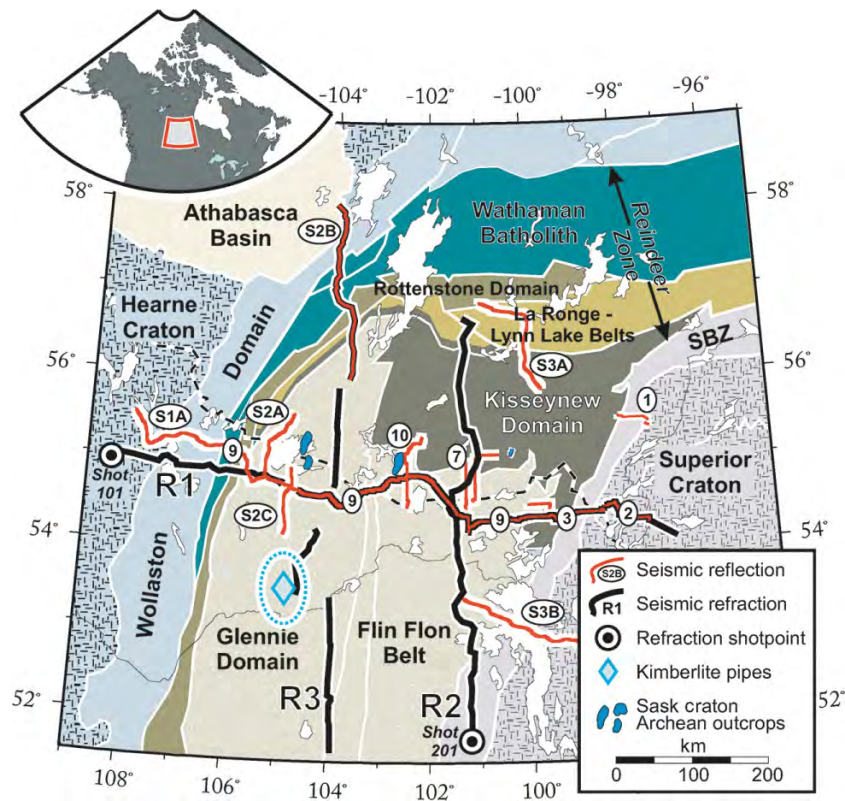 -104°
-102°
-100°
-98°
-96°
58°
Athabasca
Basin
S2B
Wathaman
Batholith
Reindeer
Zone
Rottenstone Domain
La Ronge -
Lynn Lake Belts
Hearne
Craton
Domain
SBZ
56°
56°
S3A
Kisseynew
Domain
1
S1A
S2A
9
10
7
Shot
101
R1
Superior
Craton
S2C
9
9
3
2
54°
54°
Wollaston
S3B
Glennie
Domain
Flin Flon
Belt
R3
R2
Shot
201
52°
52°
108°
106°
104°
102°
100°
S2B Seismic reflection
R1 Seismic refraction
Refraction shotpoint
Kimberlite pipes
Sask craton
Archean outcrops
km
0 100 200